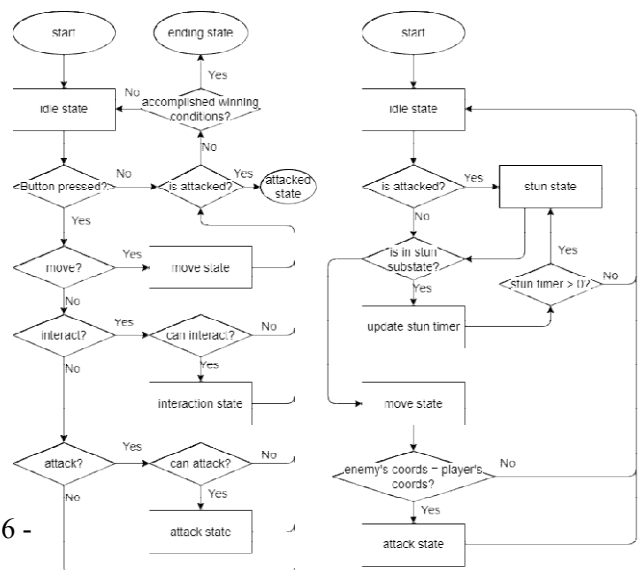 start
ending state
Yes
No
accomplished winning
conditions?
idle state
No
Button pressed?
No
is attacked?
Yes
attacked
state
Yes
move?
Yes
move state
No
interact?
Yes
can interact?
No
Yes
No
interaction state
attack?
Yes
can attack?
No
Yes
No
attack state
6 -
start
idle state
is attacked?
Yes
stun state
No
is in stun
substate?
Yes
Yes
stun timer > 0?
No
update stun timer
move state
enemy's coords = player's
coords?
No
Yes
attack state